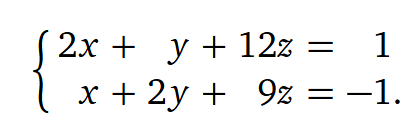 2x + y + 12z = 1
x + 2y + 9z = −1.